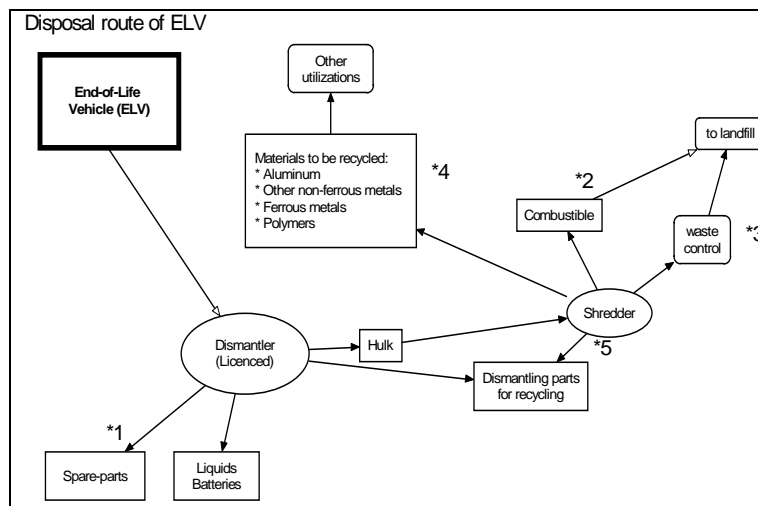 Disposal route of ELV
End-of-Life
Vehicle (ELV)
Other
utilizations
to landfill
Materials to be recycled:
* Aluminum
* Other non-ferrous metals
* Ferrous metals
* Polymers
*4
*2
Combustible
waste
control
*3
Shredder
*5
Dismantler
(Licenced)
Hulk
Dismantling parts
for recycling
*1
Spare-parts
Liquids
Batteries